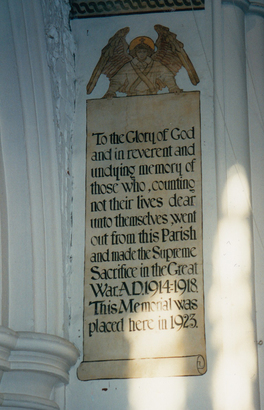 To the Glory of God
and in reverent and
undying memory of
those who, counting
not their lives dear
unto themselves went
out from this Parish
and made the Supreme
Sacrifice in the Great
War. A.D. 1914-1918.
This Memorial was
placed here in 1923.